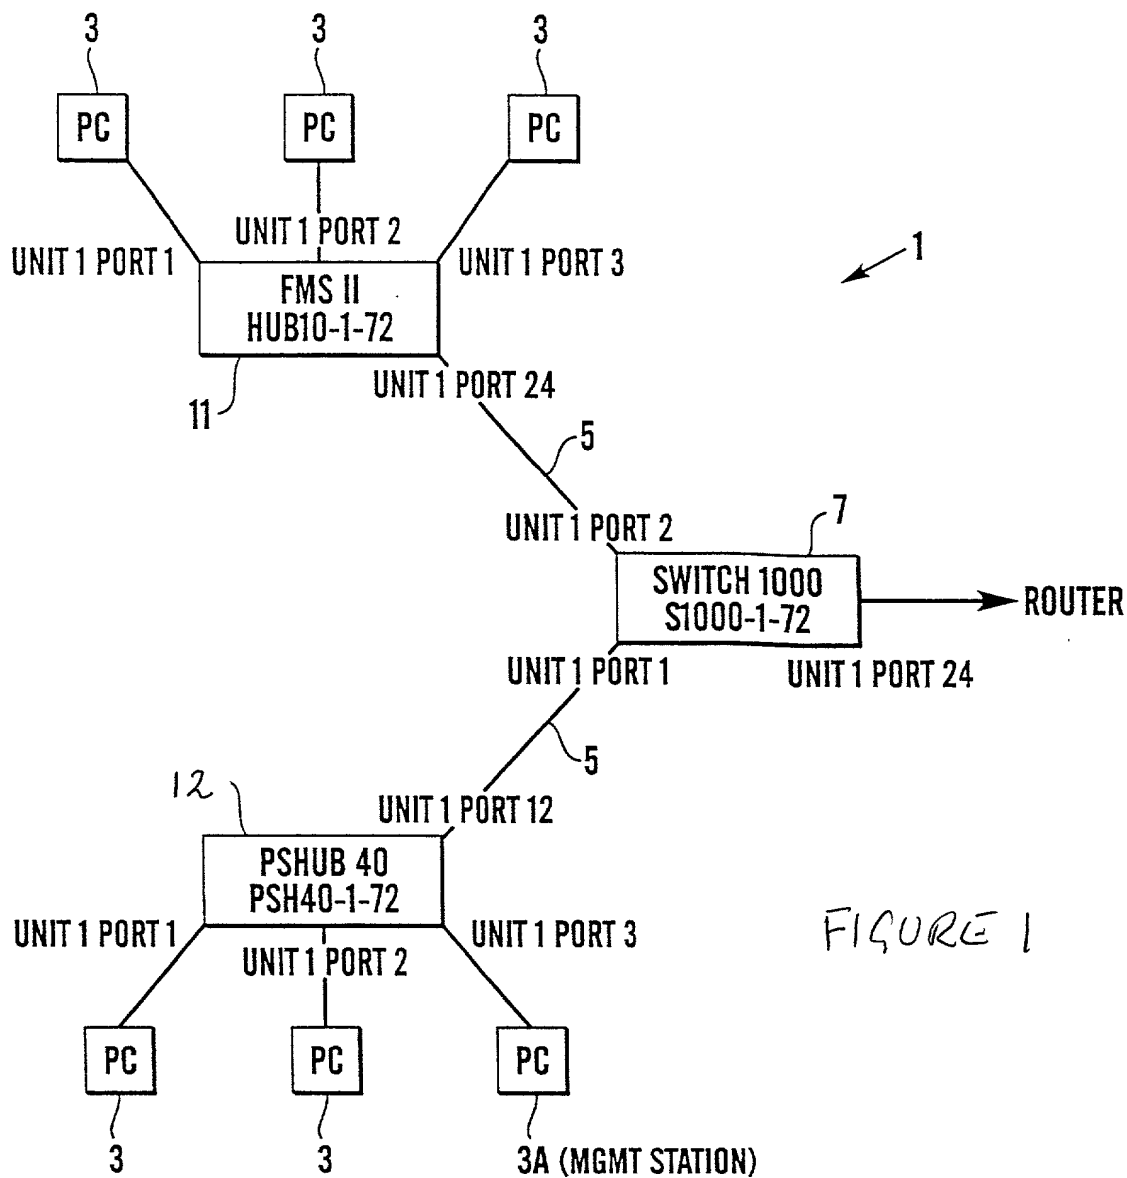 3 3 3
PC PC PC
UNIT 1 PORT 2
UNIT 1 PORT 1 UNIT 1 PORT 3
1
FMS II
HUB10-1-72
UNIT 1 PORT 24
11
5
7
UNIT 1 PORT 2
SWITCH 1000
S1000-1-72
ROUTER
UNIT 1 PORT 1 UNIT 1 PORT 24
5
12
UNIT 1 PORT 12
PSHUB 40
PSH40-1-72
UNIT 1 PORT 1 UNIT 1 PORT 3
UNIT 1 PORT 2
FIGURE 1
PC PC PC
3 3 3A (MGMT STATION)